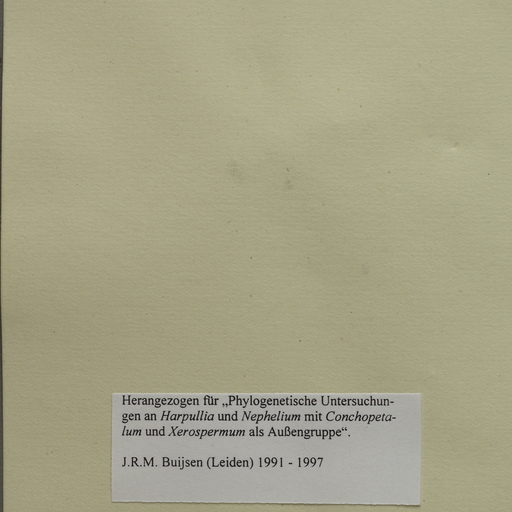 Herangezogen für „Phylogenetische Untersuchun-
gen an Harpullia und Nephelium mit Conchopeta-
lum und Xerospermum als Außengruppe“.
J.R.M. Buijsen (Leiden) 1991 - 1997